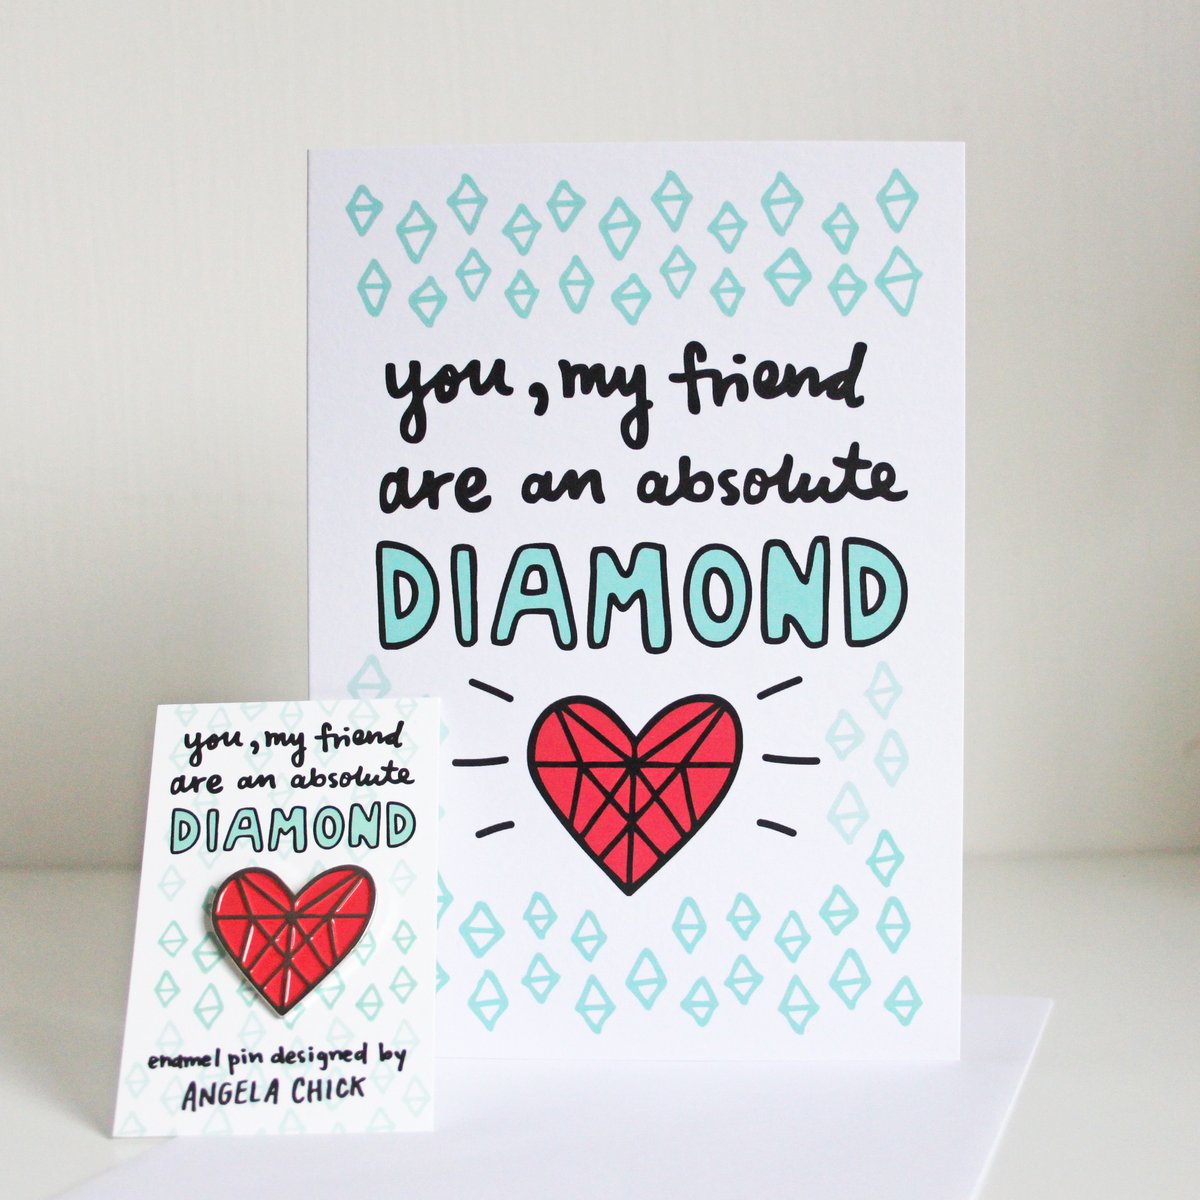 you, my friend
are an absolute
DIAMOND
you, my friend
are an absolute
DIAMOND
enamel pin designed by
ANGELA CHICK